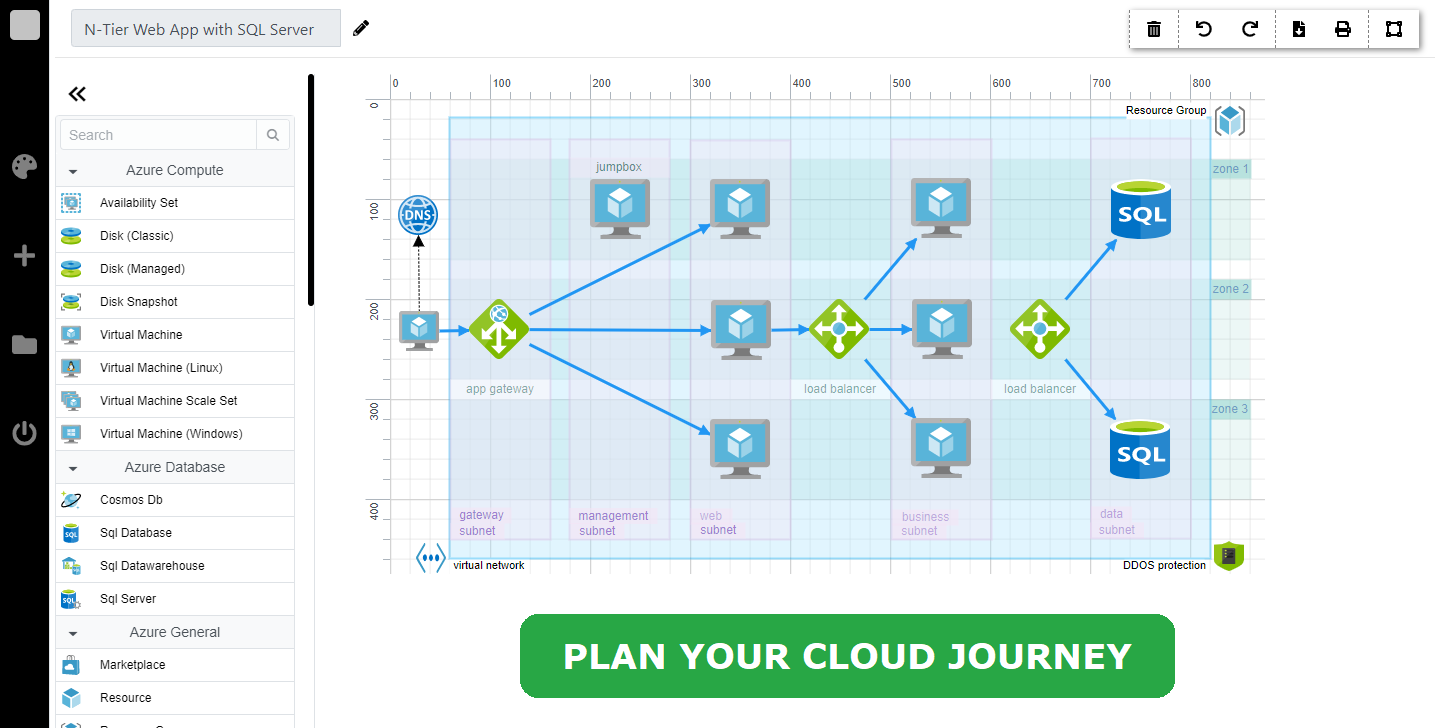 N-Tier Web App with SQL Server
Search
Azure Compute
Availability Set
Disk (Classic)
Disk (Managed)
Disk Snapshot
Virtual Machine
Virtual Machine (Linux)
Virtual Machine Scale Set
Virtual Machine (Windows)
Azure Database
Cosmos Db
SQL
Sql Database
Sql Datawarehouse
SQL
Sql Server
Azure General
Marketplace
Resource
0
100
200
300
400
500
600
700
800
0
100
200
300
400
Resource Group
zone 1
jumpbox
DNS
SQL
zone 2
app gateway
load balancer
load balancer
zone 3
SQL
gateway
subnet
management
subnet
web
subnet
business
subnet
data
subnet
virtual network
DDOS protection
PLAN YOUR CLOUD JOURNEY